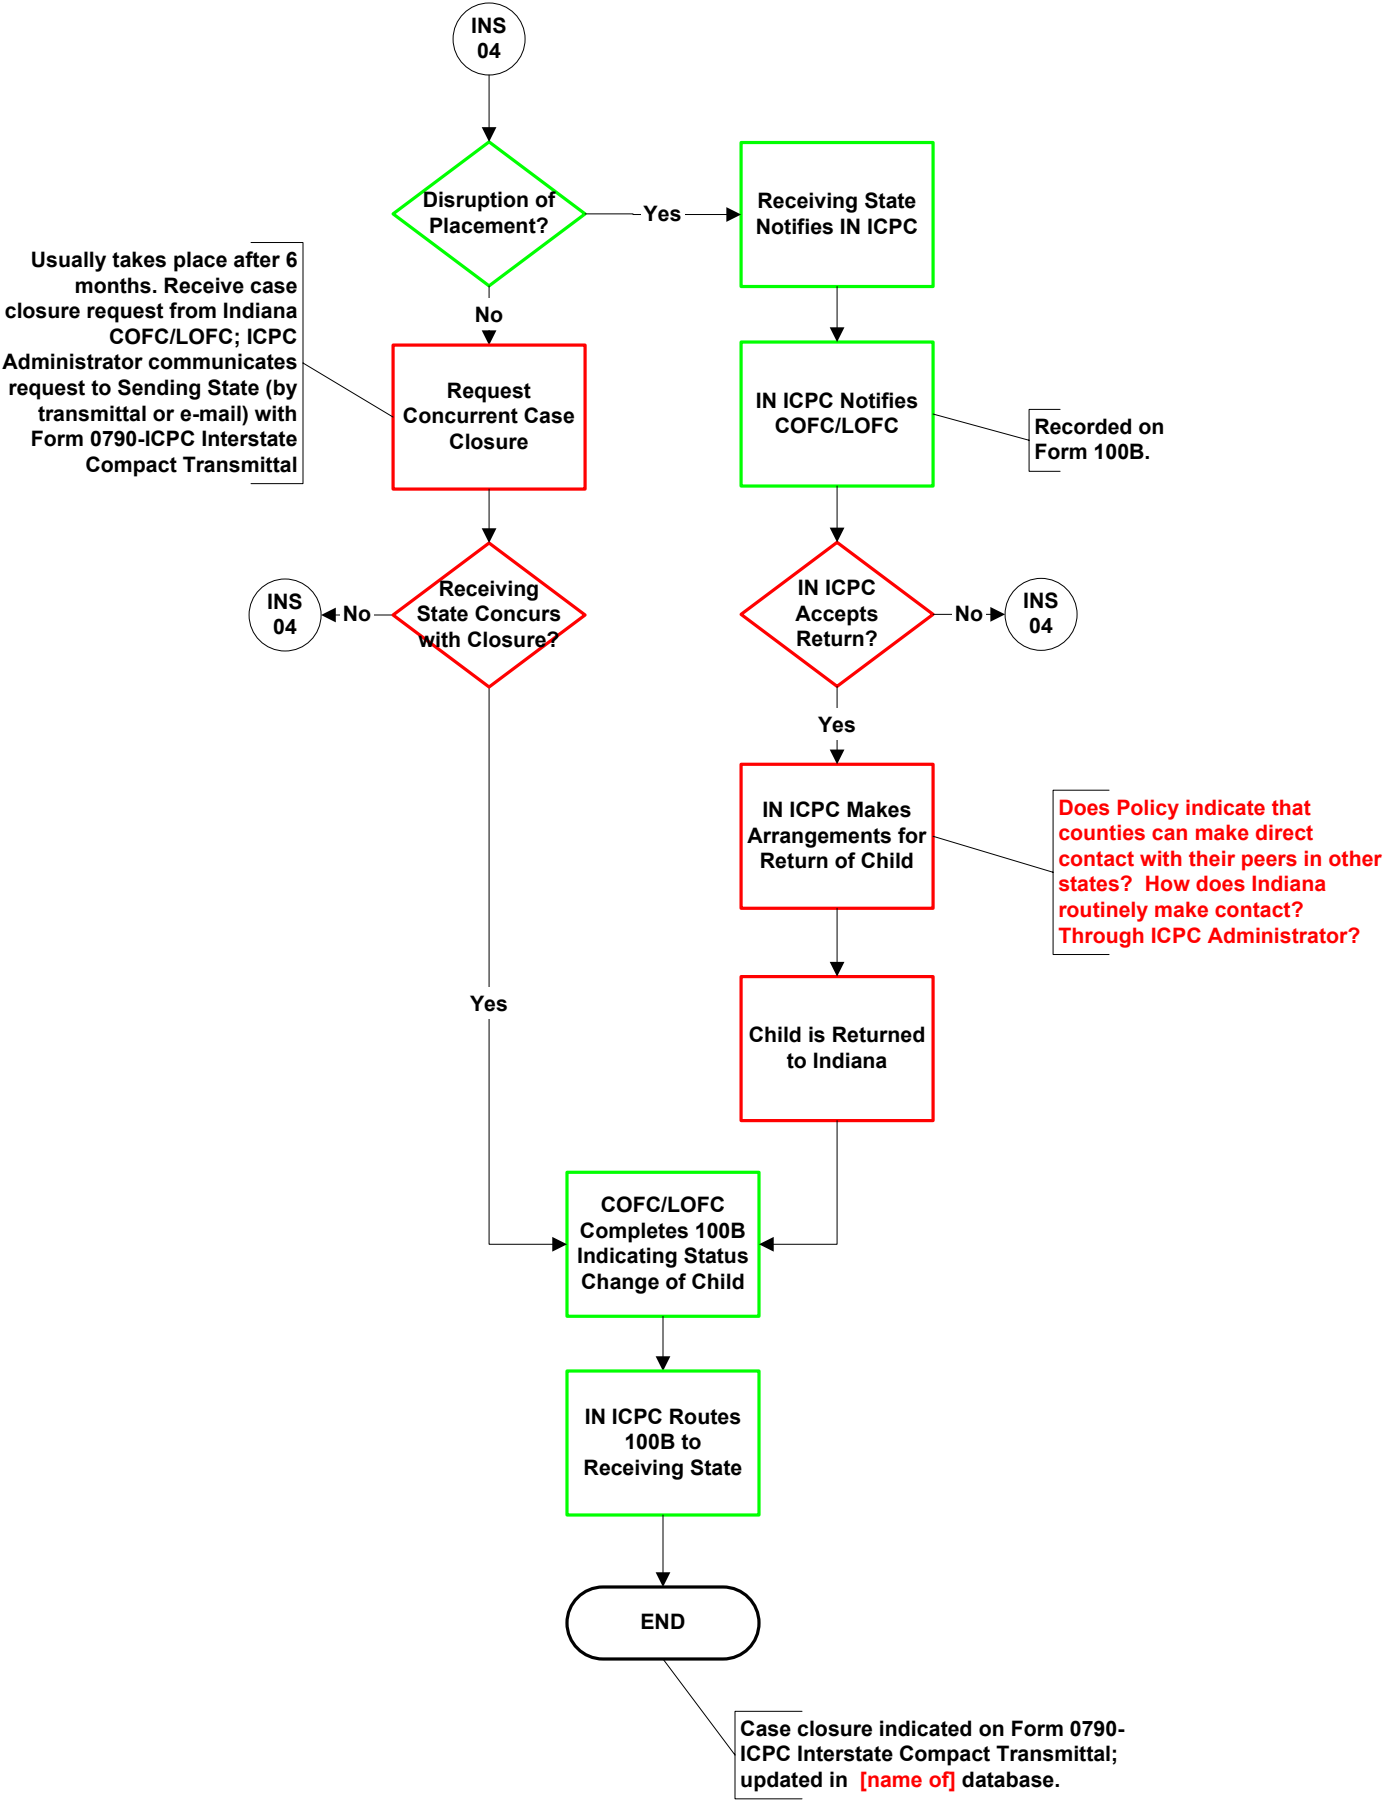 INS
04
Disruption of
Placement?
Yes
Receiving State
Notifies IN ICPC
No
Usually takes place after 6
months. Receive case
closure request from Indiana
COFC/LOFC; ICPC
Administrator communicates
request to Sending State (by
transmittal or e-mail) with
Form 0790-ICPC Interstate
Compact Transmittal
Request
Concurrent Case
Closure
IN ICPC Notifies
COFC/LOFC
Recorded on
Form 100B.
INS
04
No
Receiving
State Concurs
with Closure?
IN ICPC
Accepts
Return?
No
INS
04
Yes
IN ICPC Makes
Arrangements for
Return of Child
Does Policy indicate that
counties can make direct
contact with their peers in other
states?  How does Indiana
routinely make contact?
Through ICPC Administrator?
Yes
Child is Returned
to Indiana
COFC/LOFC
Completes 100B
Indicating Status
Change of Child
IN ICPC Routes
100B to
Receiving State
END
Case closure indicated on Form 0790-
ICPC Interstate Compact Transmittal;
updated in  [name of] database.